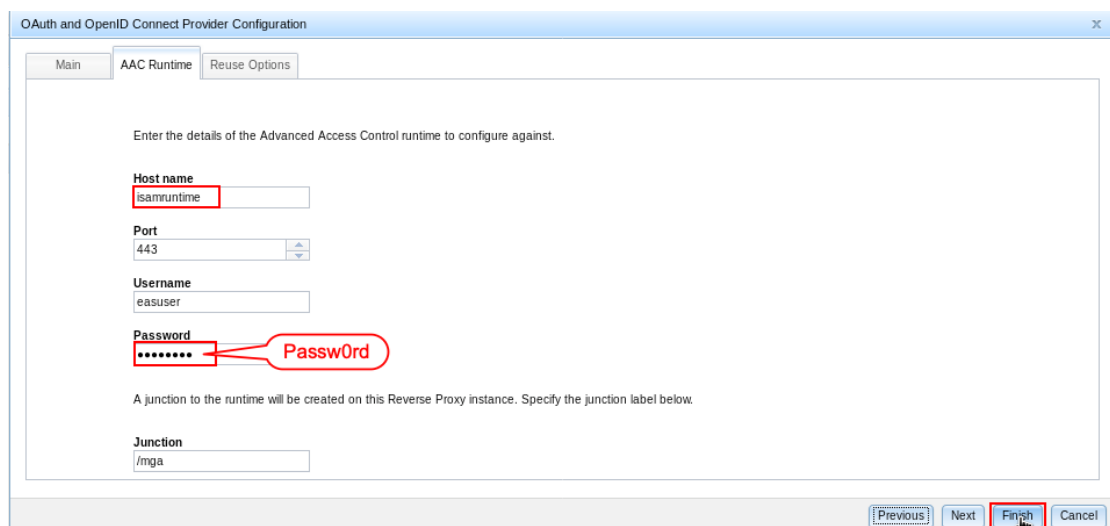 OAuth and OpenID Connect Provider Configuration x
Main AAC Runtime Reuse Options
Enter the details of the Advanced Access Control runtime to configure against.
Host name
isamruntime
Port
443
Username
easuser
Password
●●●●●●●● Passw0rd
A junction to the runtime will be created on this Reverse Proxy instance. Specify the junction label below.
Junction
/mga
Previous Next Finish Cancel